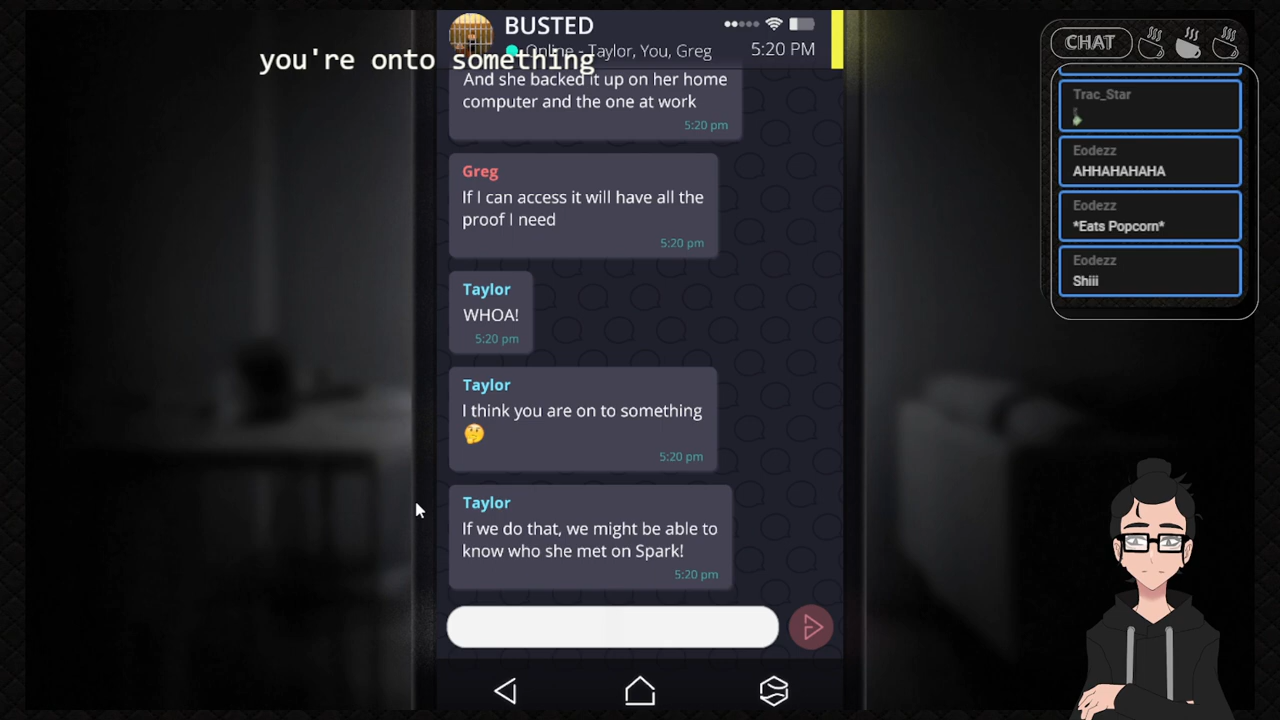 BUSTED
Online - Taylor, You, Greg
5:20 PM
you're onto something
And she backed it up on her home
computer and the one at work
5:20 pm
Greg
If I can access it will have all the
proof I need
5:20 pm
Taylor
WHOA!
5:20 pm
Taylor
I think you are on to something
🤔
5:20 pm
Taylor
If we do that, we might be able to
know who she met on Spark!
5:20 pm
CHAT
Trac_Star
Eodezz
AHHAHAHAHA
Eodezz
*Eats Popcorn*
Eodezz
Shiii